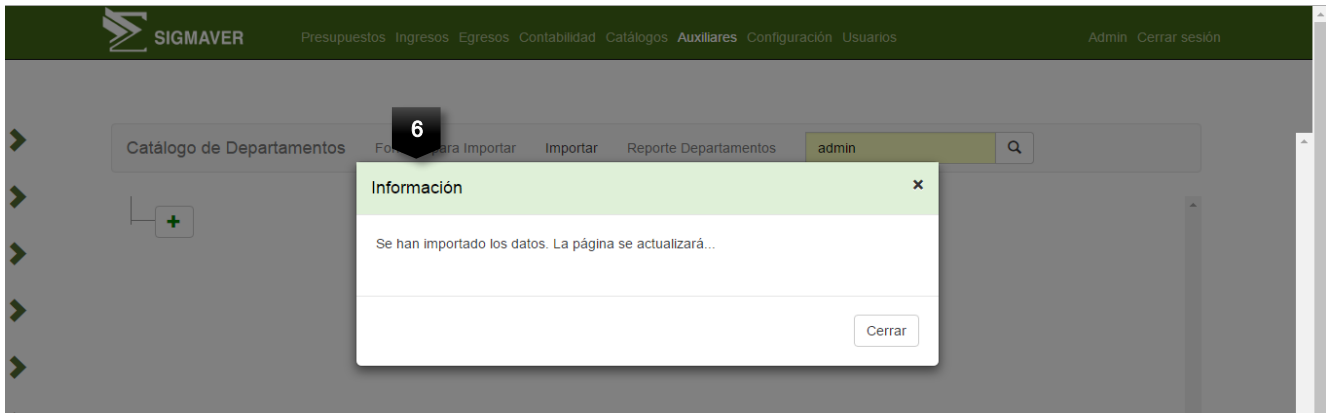 SIGMAVER Presupuestos Ingresos Egresos Contabilidad Catálogos Auxiliares Configuración Usuarios Admin Cerrar sesión
6
Catálogo de Departamentos para Importar Importar Reporte Departamentos admin
Información ×
Se han importado los datos. La página se actualizará...
Cerrar